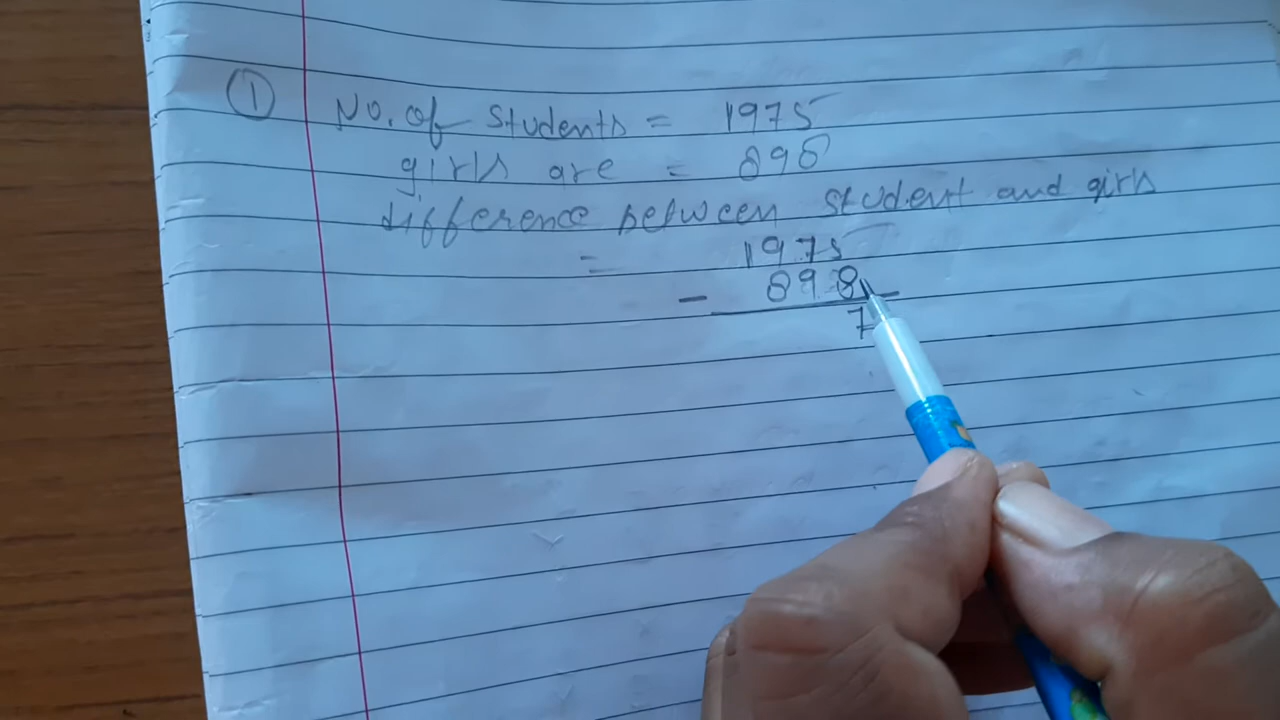 ① No. of students = 1975
girls are = 898
difference between student and girls
= 1975
- 898
7